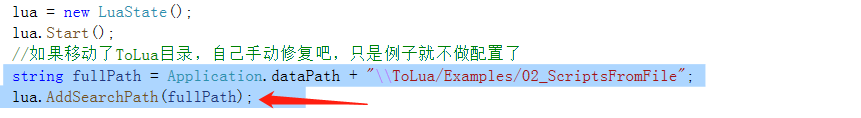 lua = new LuaState();
lua.Start();
//如果移动了ToLua目录，自己手动修复吧，只是例子就不做配置了
string fullPath = Application.dataPath + "\\ToLua/Examples/02_ScriptsFromFile";
lua.AddSearchPath(fullPath);